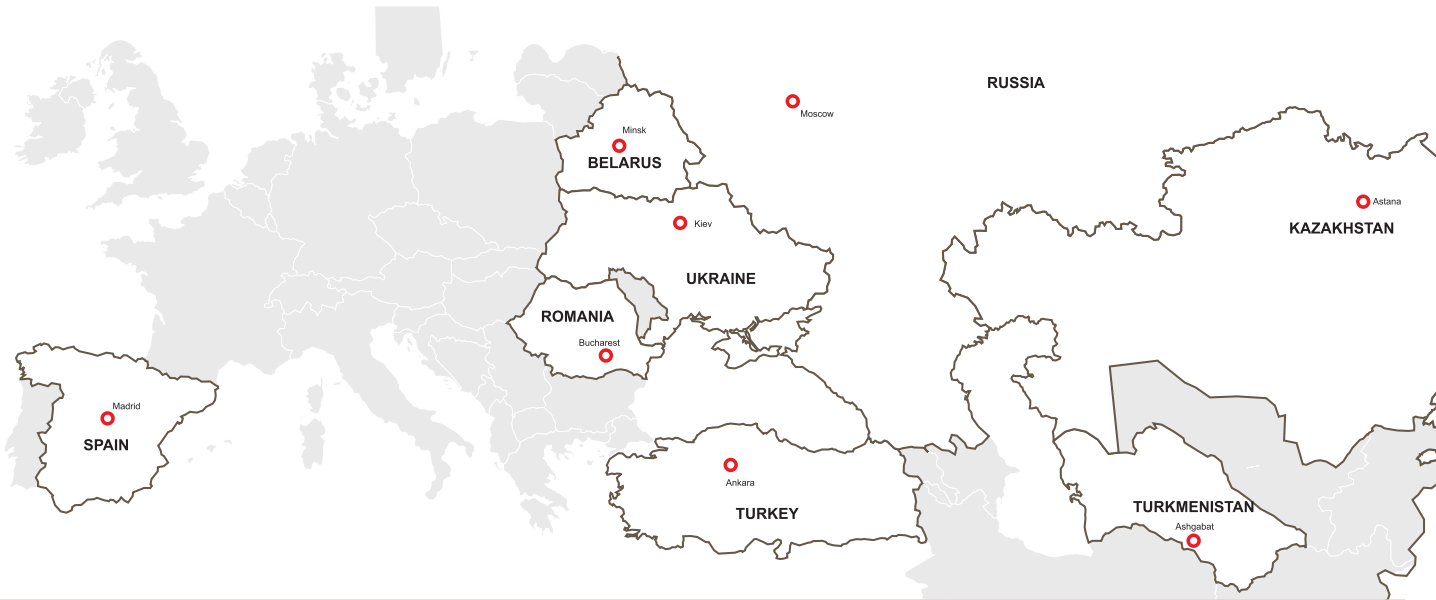 RUSSIA
Moscow
Minsk
BELARUS
Astana
KAZAKHSTAN
Kiev
UKRAINE
ROMANIA
Bucharest
Madrid
SPAIN
Ankara
TURKEY
TURKMENISTAN
Ashgabat